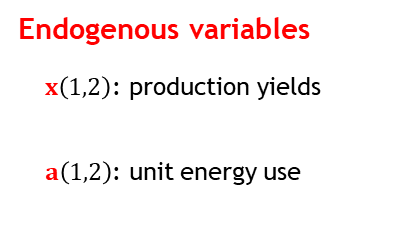 Endogenous variables
x(1,2): production yields
a(1,2): unit energy use